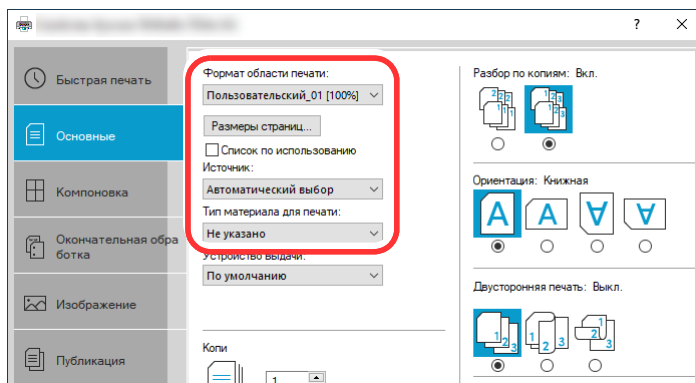 ?
Быстрая печать
Основные
Компоновка
Окончательная обра
ботка
Изображение
Публикация
Формат области печати:
Пользовательский_01 [100%]
Размеры страниц...
Список по использованию
Источник:
Автоматический выбор
Тип материала для печати:
Не указано
Устройство выдачи:
По умолчанию
Копи
1
Разбор по копиям: Вкл.
Ориентация: Книжная
Двусторонняя печать: Выкл.